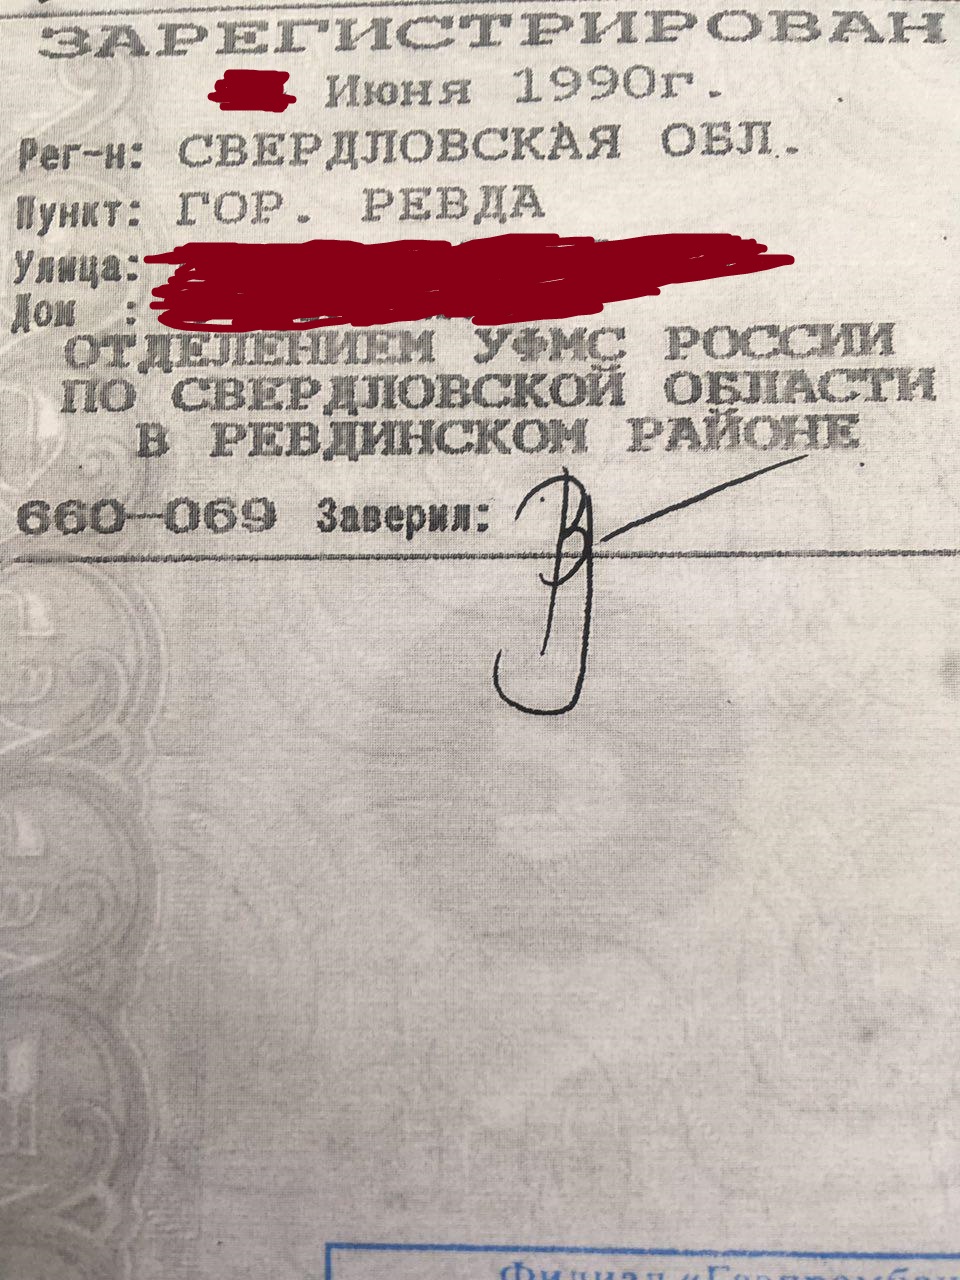 ЗАРЕГИСТРИРОВАН
Июня 1990г.
Рег-н: СВЕРДЛОВСКАЯ ОБЛ.
Пункт: ГОР. РЕВДА
Улица:
Дом :
ОТДЕЛЕНИЕМ УФМС РОССИИ
ПО СВЕРДЛОВСКОЙ ОБЛАСТИ
В РЕВДИНСКОМ РАЙОНЕ
660-069 Заверил:
Филиал